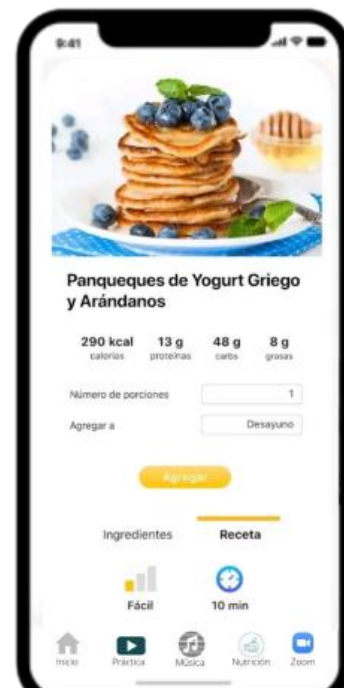 9:41
Panqueques de Yogurt Griego
y Arándanos
290 kcal 13 g 48 g 8 g
calorías proteínas carbs grasas
Número de porciones 1
Agregar a Desayuno
Agregar
Ingredientes Receta
Fácil 10 min
Inicio Práctica Música Nutrición Zoom